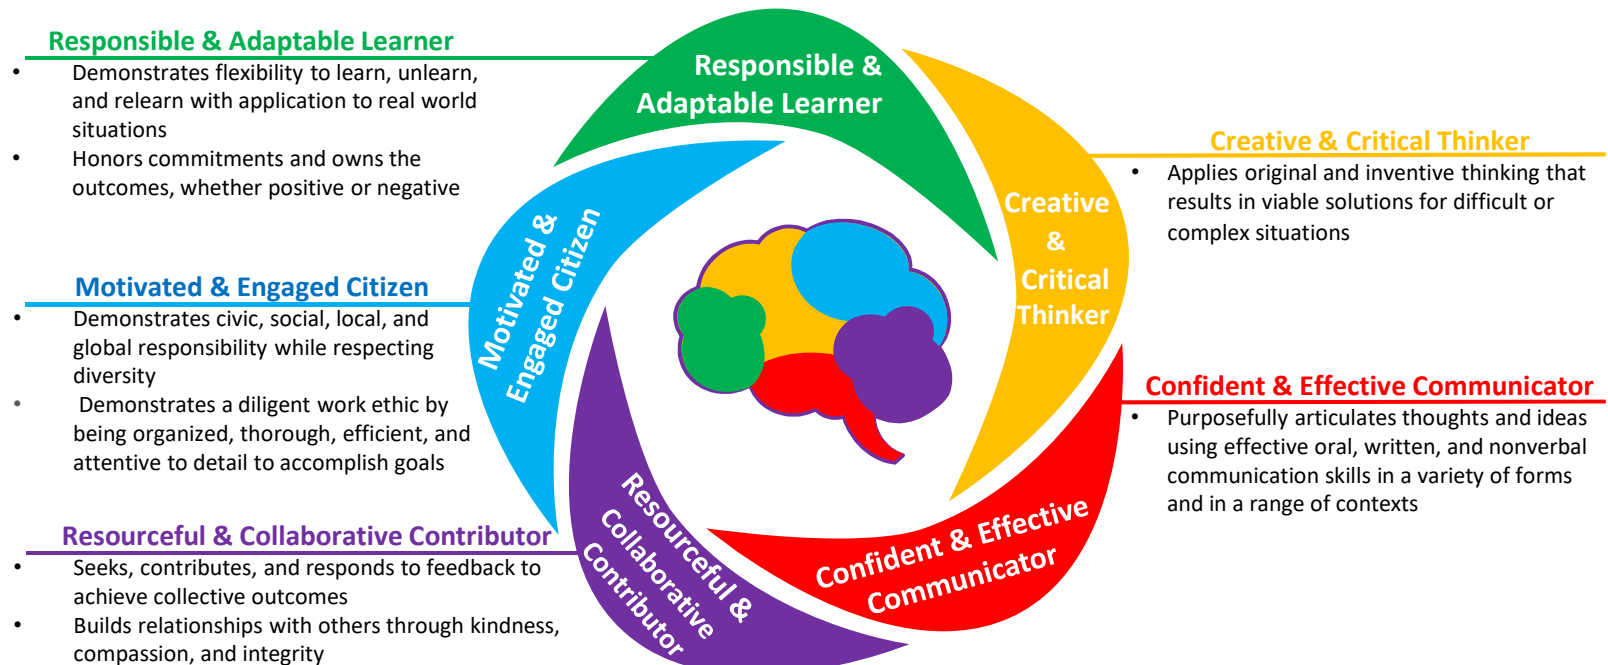 Responsible & Adaptable Learner
• Demonstrates flexibility to learn, unlearn,
and relearn with application to real world
situations
• Honors commitments and owns the
outcomes, whether positive or negative
Motivated & Engaged Citizen
• Demonstrates civic, social, local, and
global responsibility while respecting
diversity
• Demonstrates a diligent work ethic by
being organized, thorough, efficient, and
attentive to detail to accomplish goals
Resourceful & Collaborative Contributor
• Seeks, contributes, and responds to feedback to
achieve collective outcomes
• Builds relationships with others through kindness,
compassion, and integrity
Responsible &
Adaptable Learner
Creative
&
Critical
Thinker
Confident & Effective
Communicator
Resourceful &
Collaborative
Contributor
Motivated &
Engaged Citizen
Creative & Critical Thinker
• Applies original and inventive thinking that
results in viable solutions for difficult or
complex situations
Confident & Effective Communicator
• Purposefully articulates thoughts and ideas
using effective oral, written, and nonverbal
communication skills in a variety of forms
and in a range of contexts